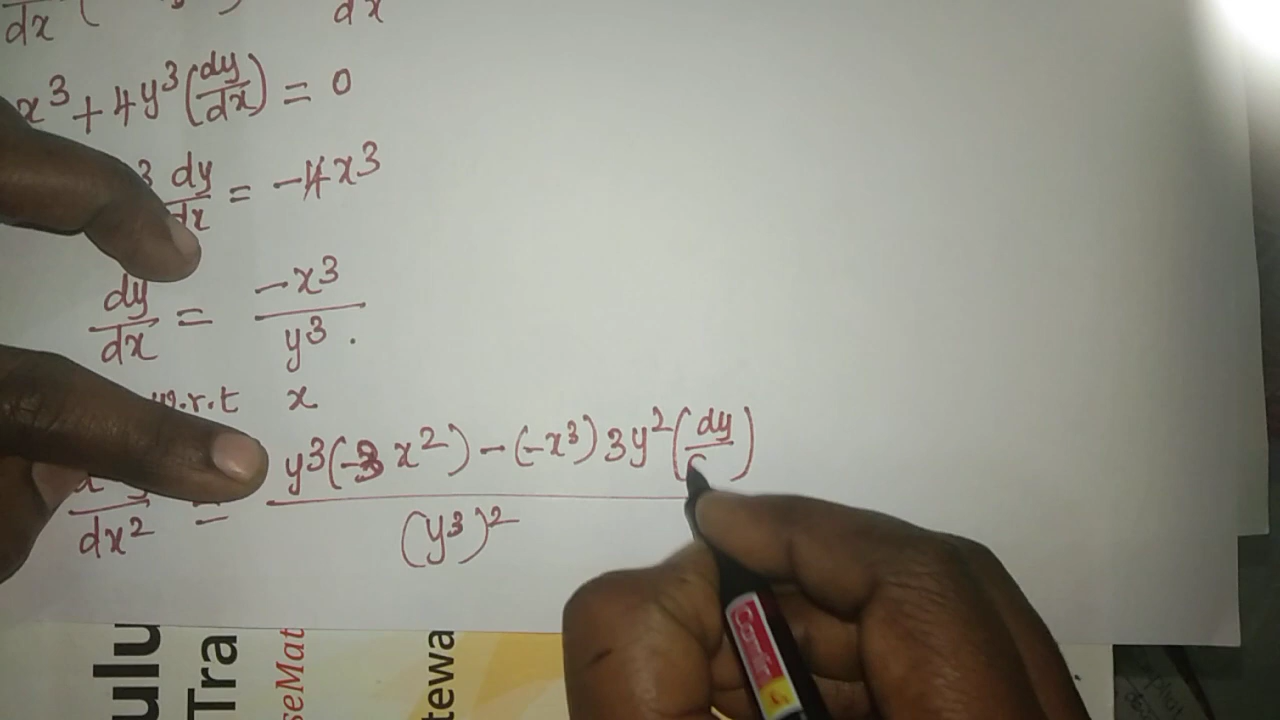 dx ( ) dx
x³ + 4y³ (dy/dx) = 0
³ dy/dx = -4x³
dy/dx = -x³/y³.
w.r.t x
dx² = y³(-3x²) - (-x³) 3y² (dy/ ) / (y³)²
ulu
Tra
seMat
tewa